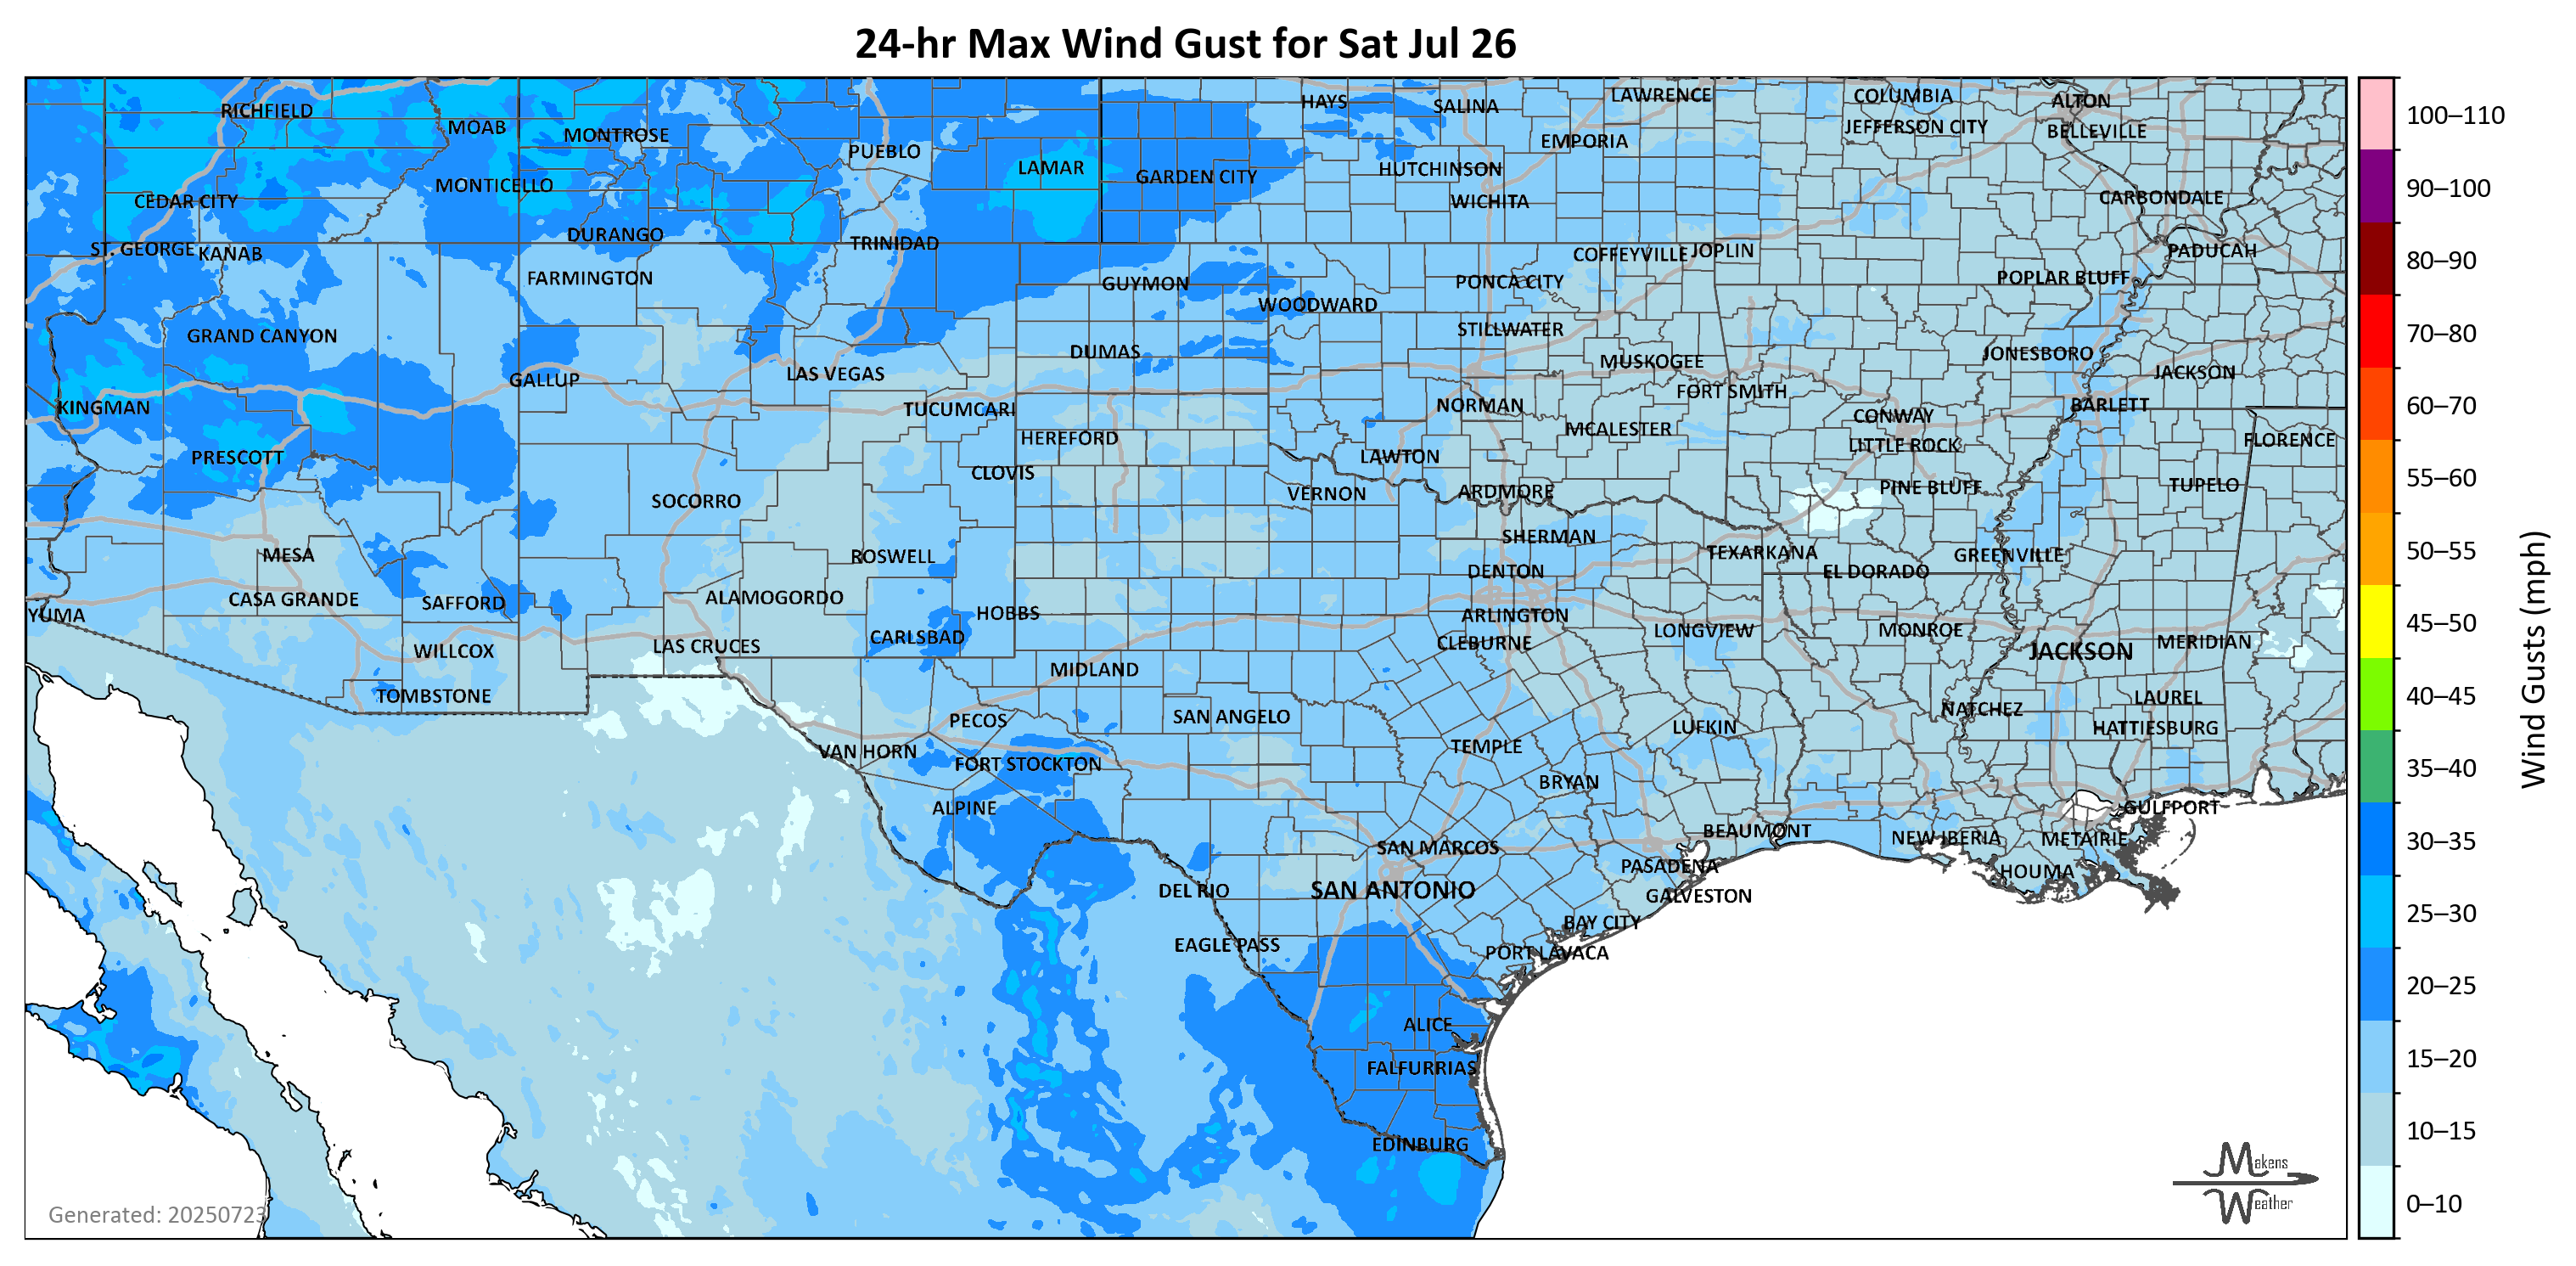 24-hr Max Wind Gust for Sat Jul 26
RICHFIELD
MOAB
MONTROSE
PUEBLO
LAMAR
GARDEN CITY
HAYS
SALINA
HUTCHINSON
WICHITA
EMPORIA
LAWRENCE
COLUMBIA
JEFFERSON CITY
ALTON
BELLEVILLE
CARBONDALE
PADUCAH
CEDAR CITY
MONTICELLO
ST. GEORGE
KANAB
DURANGO
FARMINGTON
TRINIDAD
GUYMON
WOODWARD
PONCA CITY
COFFEYVILLE
JOPLIN
POPLAR BLUFF
GRAND CANYON
GALLUP
LAS VEGAS
DUMAS
STILLWATER
MUSKOGEE
JONESBORO
JACKSON
KINGMAN
TUCUMCARI
HEREFORD
NORMAN
FORT SMITH
CONWAY
BARLETT
FLORENCE
PRESCOTT
CLOVIS
LAWTON
MCALESTER
LITTLE ROCK
SOCORRO
VERNON
ARDMORE
PINE BLUFF
TUPELO
MESA
ROSWELL
SHERMAN
TEXARKANA
GREENVILLE
DENTON
EL DORADO
YUMA
CASA GRANDE
SAFFORD
ALAMOGORDO
HOBBS
ARLINGTON
CLEBURNE
LONGVIEW
MONROE
JACKSON
MERIDIAN
WILLCOX
LAS CRUCES
CARLSBAD
MIDLAND
TOMBSTONE
PECOS
SAN ANGELO
LUFKIN
NATCHEZ
LAUREL
HATTIESBURG
VAN HORN
FORT STOCKTON
TEMPLE
BRYAN
ALPINE
GULFPORT
BEAUMONT
NEW IBERIA
METAIRIE
SAN MARCOS
PASADENA
HOUMA
DEL RIO
SAN ANTONIO
GALVESTON
BAY CITY
EAGLE PASS
PORT LAVACA
ALICE
FALFURRIAS
EDINBURG
100–110
90–100
80–90
70–80
60–70
55–60
50–55
45–50
40–45
35–40
30–35
25–30
20–25
15–20
10–15
0–10
Wind Gusts (mph)
Makens
Weather
Generated: 20250723